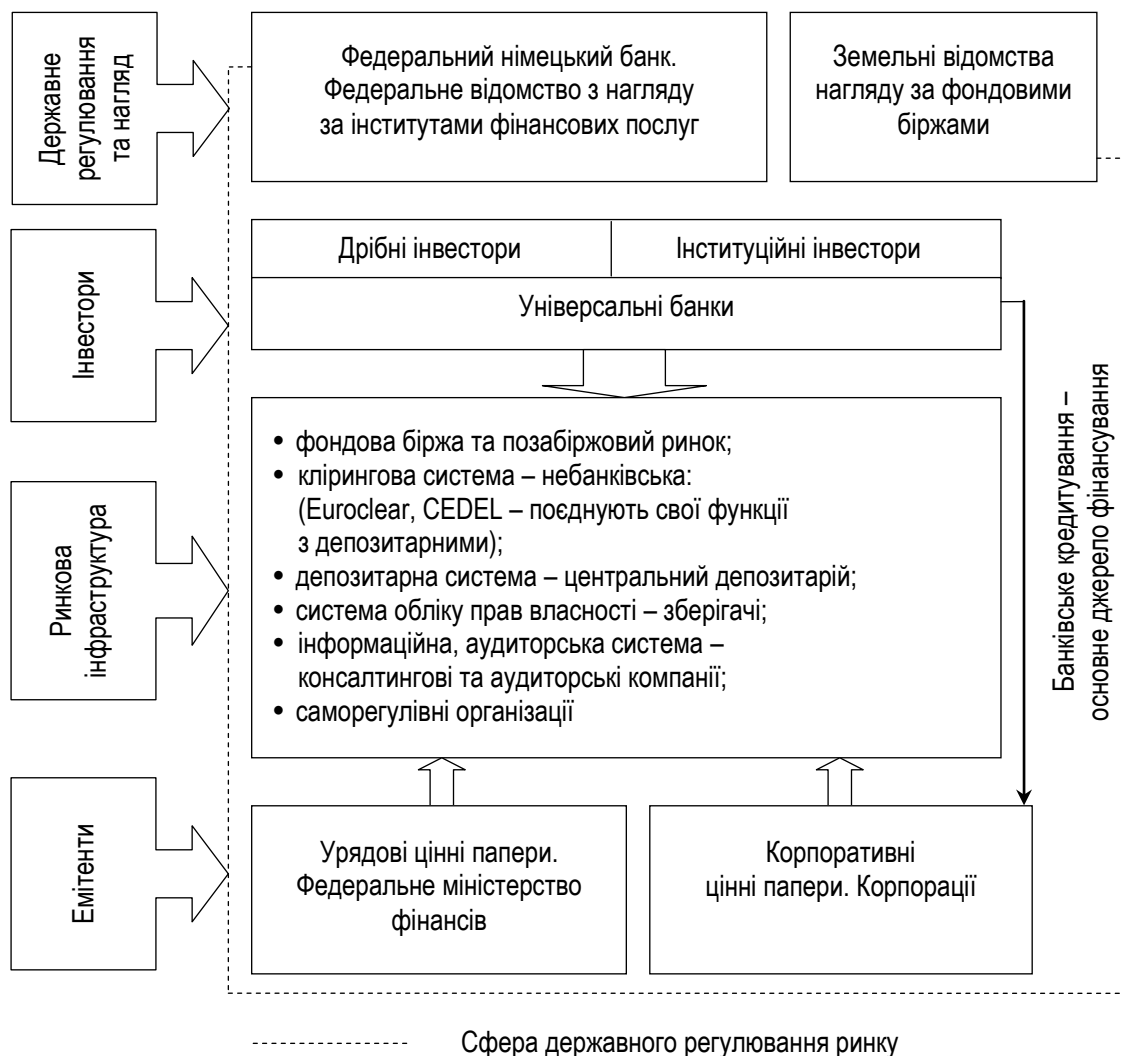 Державне
регулювання
та нагляд
Федеральний німецький банк.
Федеральне відомство з нагляду
за інститутами фінансових послуг
Земельні відомства
нагляду за фондовими
біржами
Інвестори
Дрібні інвестори
Інституційні інвестори
Універсальні банки
Ринкова
інфраструктура
• фондова біржа та позабіржовий ринок;
• клірингова система – небанківська:
(Euroclear, CEDEL – поєднують свої функції
з депозитарними);
• депозитарна система – центральний депозитарій;
• система обліку прав власності – зберігачі;
• інформаційна, аудиторська система –
консалтингові та аудиторські компанії;
• саморегулівні організації
Банківське кредитування –
основне джерело фінансування
Емітенти
Урядові цінні папери.
Федеральне міністерство
фінансів
Корпоративні
цінні папери. Корпорації
Сфера державного регулювання ринку